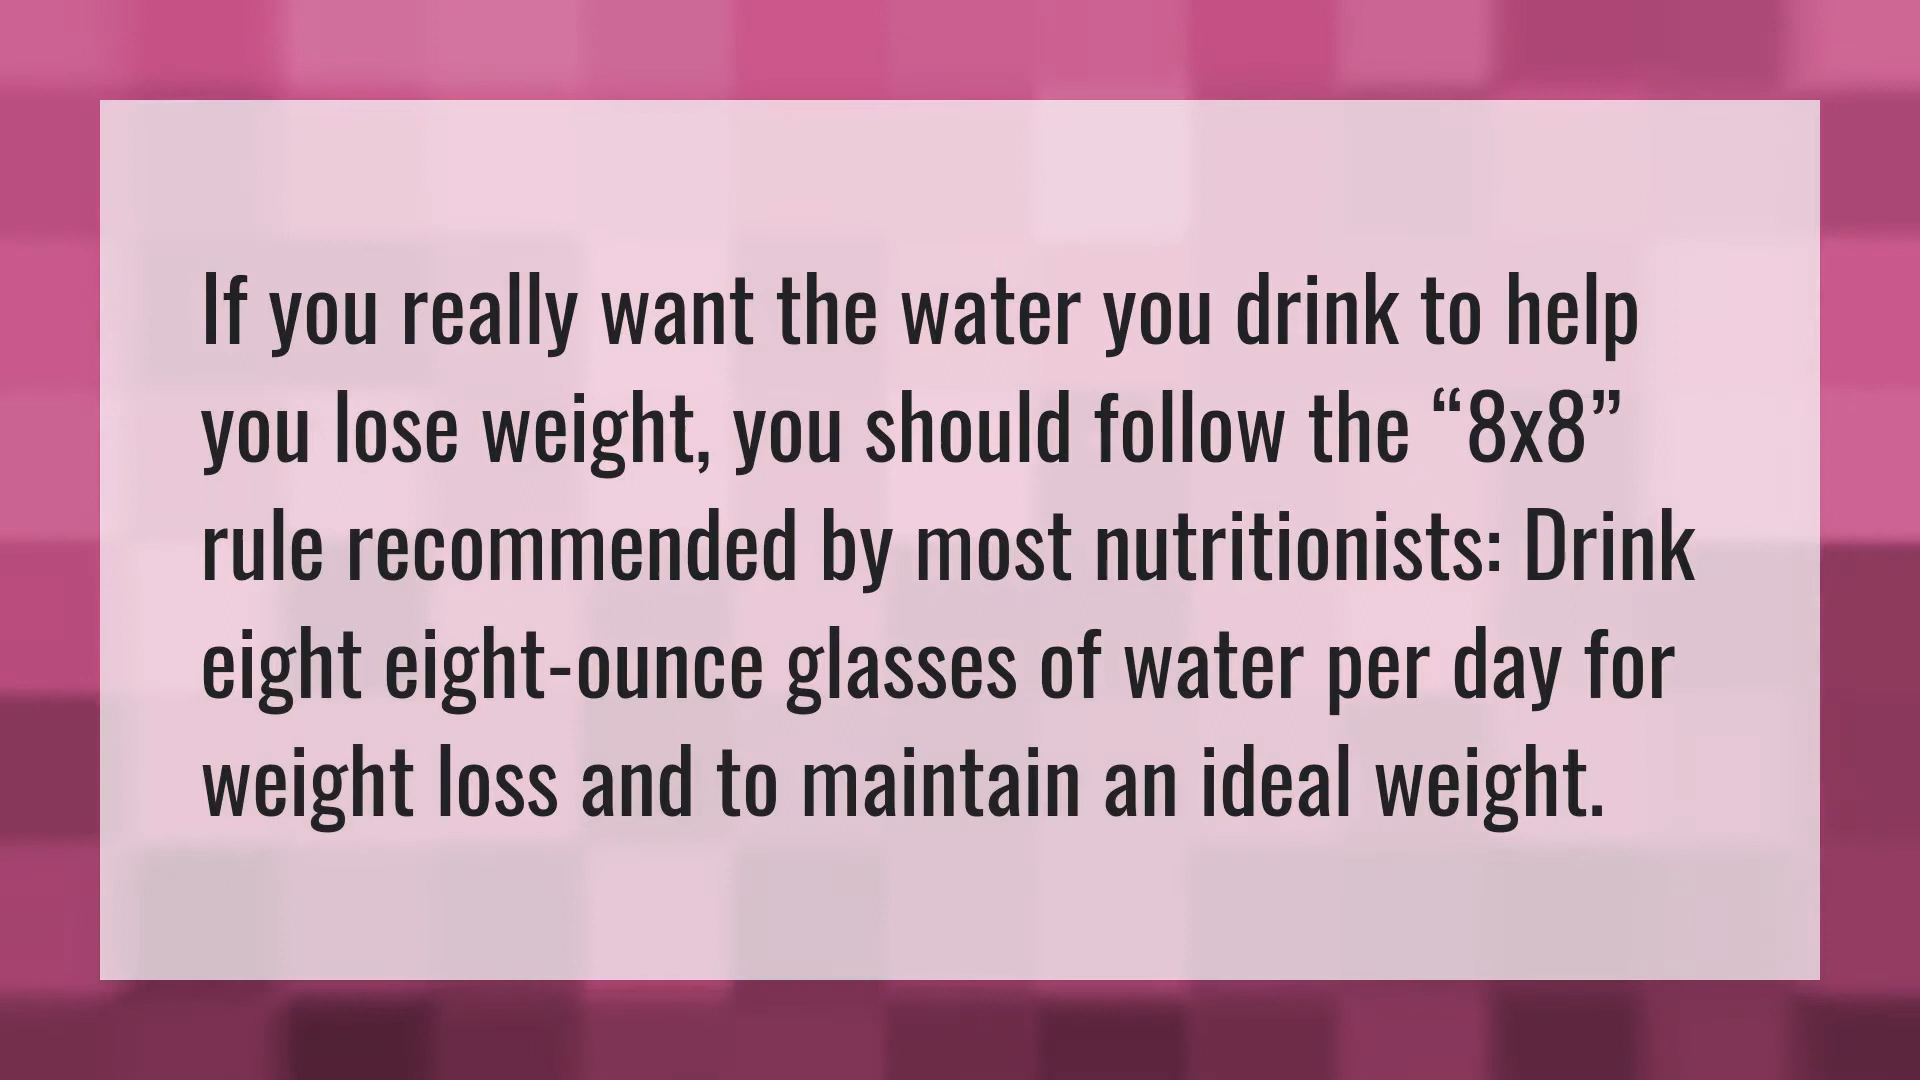 If you really want the water you drink to help
you lose weight, you should follow the “8x8”
rule recommended by most nutritionists: Drink
eight eight-ounce glasses of water per day for
weight loss and to maintain an ideal weight.